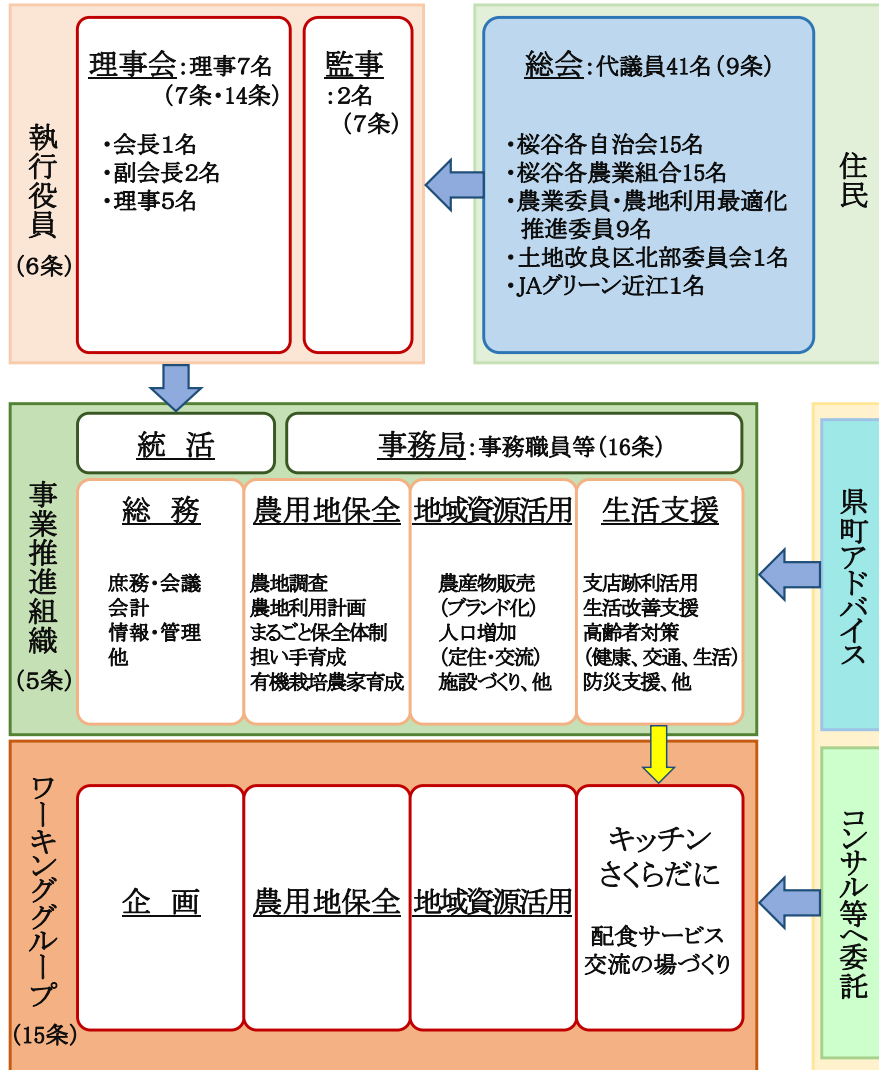 執行役員
(6条)
理事会:理事7名
(7条・14条)
・会長1名
・副会長2名
・理事5名
監事
:2名
(7条)
総会:代議員41名(9条)
・桜谷各自治会15名
・桜谷各農業組合15名
・農業委員・農地利用最適化
推進委員9名
・土地改良区北部委員会1名
・JAグリーン近江1名
住民
事業推進組織
(5条)
統 活
事務局:事務職員等(16条)
総 務
庶務・会議
会計
情報・管理
他
農用地保全
農地調査
農地利用計画
まるごと保全体制
担い手育成
有機栽培農家育成
地域資源活用
農産物販売
(ブランド化)
人口増加
(定住・交流)
施設づくり、他
生活支援
支店跡利活用
生活改善支援
高齢者対策
(健康、交通、生活)
防災支援、他
県町アドバイス
ワーキンググループ
(15条)
企 画
農用地保全
地域資源活用
キッチン
さくらだに
配食サービス
交流の場づくり
コンサル等へ委託